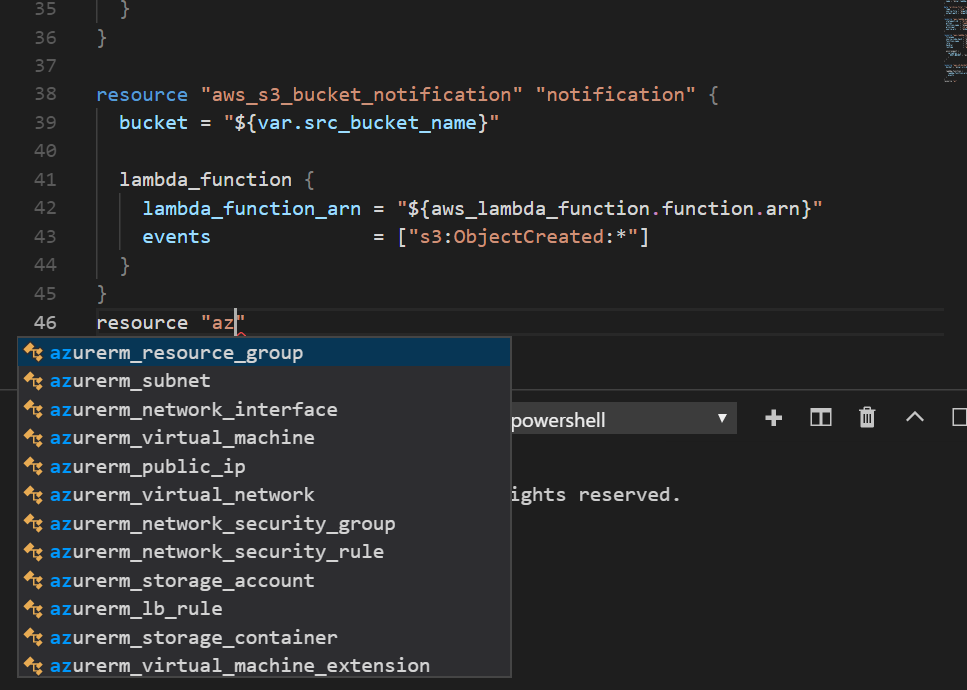 35 }
36 }
37
38 resource "aws_s3_bucket_notification" "notification" {
39 bucket = "${var.src_bucket_name}"
40
41 lambda_function {
42 lambda_function_arn = "${aws_lambda_function.function.arn}"
43 events = ["s3:ObjectCreated:*"]
44 }
45 }
46 resource "az"
azurerm_resource_group
azurerm_subnet
azurerm_network_interface
azurerm_virtual_machine
powershell
azurerm_public_ip
azurerm_virtual_network
ights reserved.
azurerm_network_security_group
azurerm_network_security_rule
azurerm_storage_account
azurerm_lb_rule
azurerm_storage_container
azurerm_virtual_machine_extension